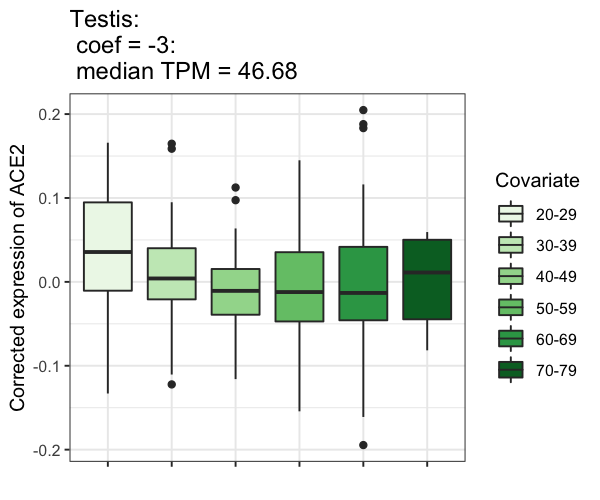 Testis:
coef = -3:
median TPM = 46.68
Corrected expression of ACE2
0.2
0.1
0.0
-0.1
-0.2
Covariate
20-29
30-39
40-49
50-59
60-69
70-79